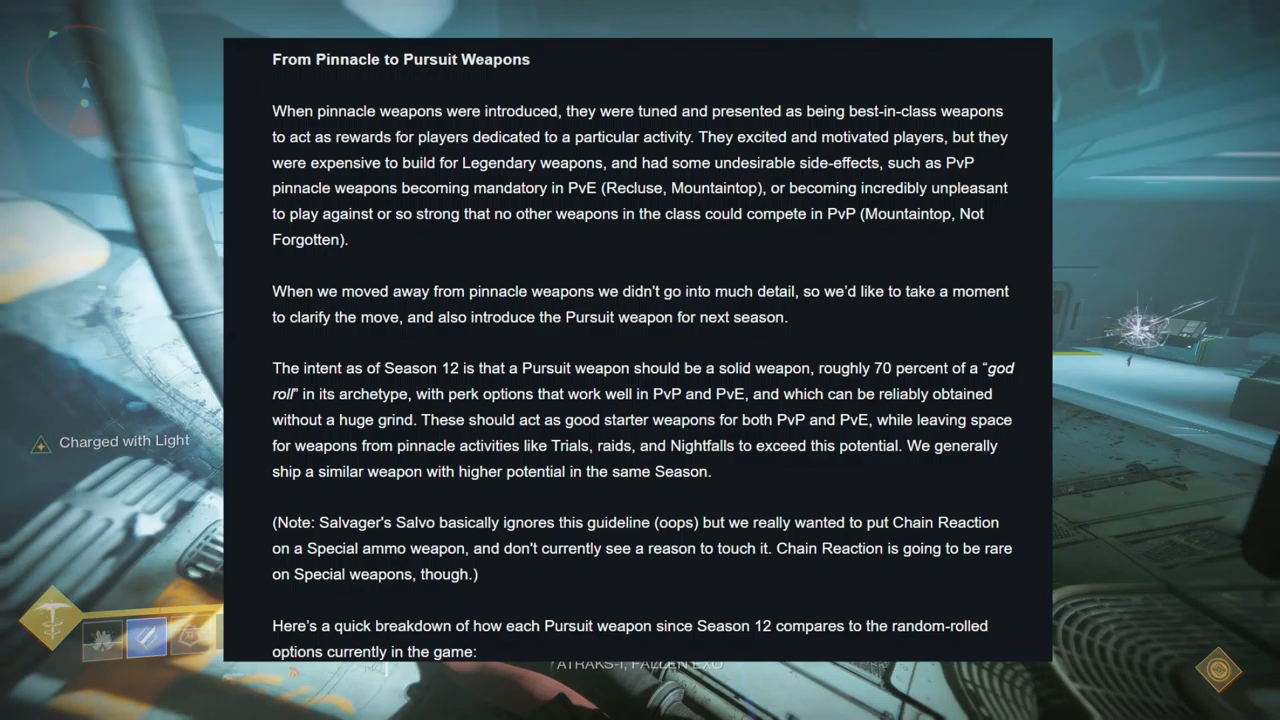 From Pinnacle to Pursuit Weapons
When pinnacle weapons were introduced, they were tuned and presented as being best-in-class weapons
to act as rewards for players dedicated to a particular activity. They excited and motivated players, but they
were expensive to build for Legendary weapons, and had some undesirable side-effects, such as PvP
pinnacle weapons becoming mandatory in PvE (Recluse, Mountaintop), or becoming incredibly unpleasant
to play against or so strong that no other weapons in the class could compete in PvP (Mountaintop, Not
Forgotten).
When we moved away from pinnacle weapons we didn't go into much detail, so we'd like to take a moment
to clarify the move, and also introduce the Pursuit weapon for next season.
The intent as of Season 12 is that a Pursuit weapon should be a solid weapon, roughly 70 percent of a “god
roll” in its archetype, with perk options that work well in PvP and PvE, and which can be reliably obtained
without a huge grind. These should act as good starter weapons for both PvP and PvE, while leaving space
for weapons from pinnacle activities like Trials, raids, and Nightfalls to exceed this potential. We generally
ship a similar weapon with higher potential in the same Season.
(Note: Salvager's Salvo basically ignores this guideline (oops) but we really wanted to put Chain Reaction
on a Special ammo weapon, and don't currently see a reason to touch it. Chain Reaction is going to be rare
on Special weapons, though.)
Here's a quick breakdown of how each Pursuit weapon since Season 12 compares to the random-rolled
options currently in the game:
Charged with Light
ATRAKS-1, FALLEN EXO